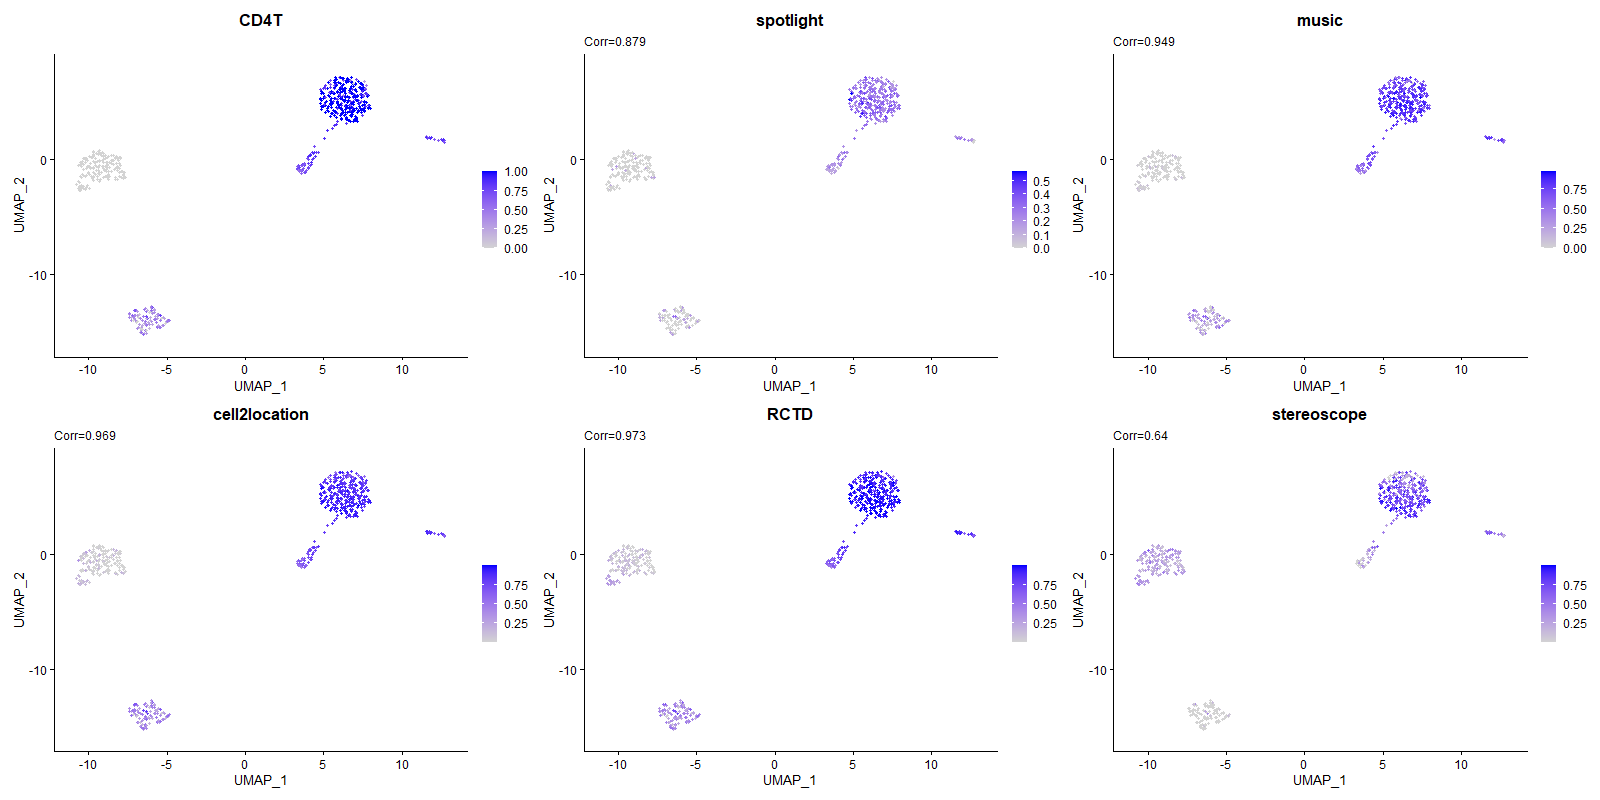 CD4T
0
-10
UMAP_2
-10
-5
0
5
10
UMAP_1
1.00
0.75
0.50
0.25
0.00
spotlight
Corr=0.879
0
-10
UMAP_2
-10
-5
0
5
10
UMAP_1
0.5
0.4
0.3
0.2
0.1
0.0
music
Corr=0.949
0
-10
UMAP_2
-10
-5
0
5
10
UMAP_1
0.75
0.50
0.25
0.00
cell2location
Corr=0.969
0
-10
UMAP_2
-10
-5
0
5
10
UMAP_1
0.75
0.50
0.25
RCTD
Corr=0.973
0
-10
UMAP_2
-10
-5
0
5
10
UMAP_1
0.75
0.50
0.25
stereoscope
Corr=0.64
0
-10
UMAP_2
-10
-5
0
5
10
UMAP_1
0.75
0.50
0.25